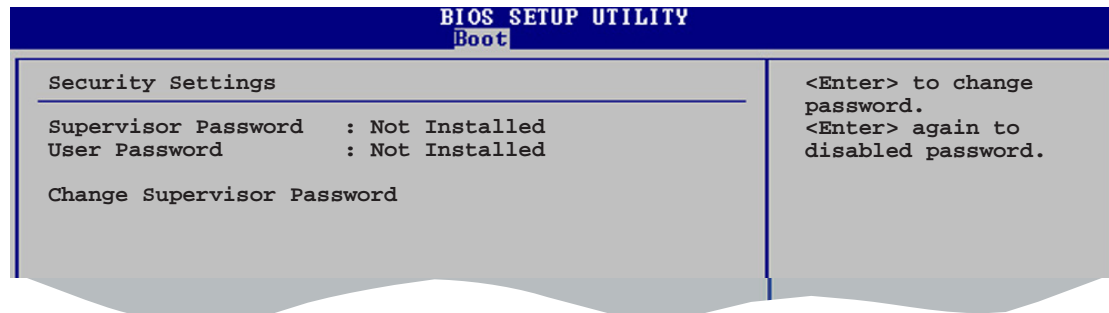 BIOS SETUP UTILITY
Boot
Security Settings
Supervisor Password : Not Installed
User Password : Not Installed
Change Supervisor Password
<Enter> to change
password.
<Enter> again to
disabled password.